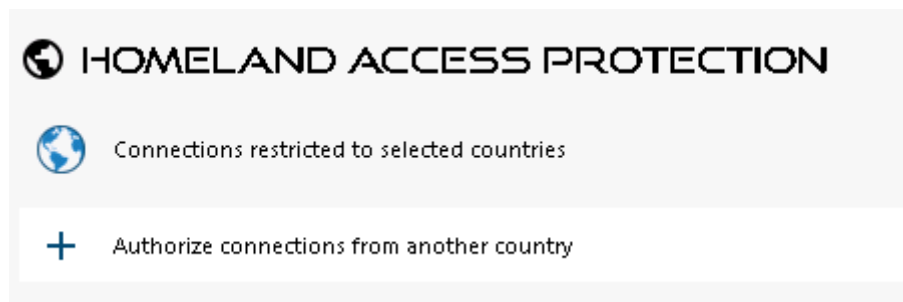 HOMELAND ACCESS PROTECTION
Connections restricted to selected countries
Authorize connections from another country